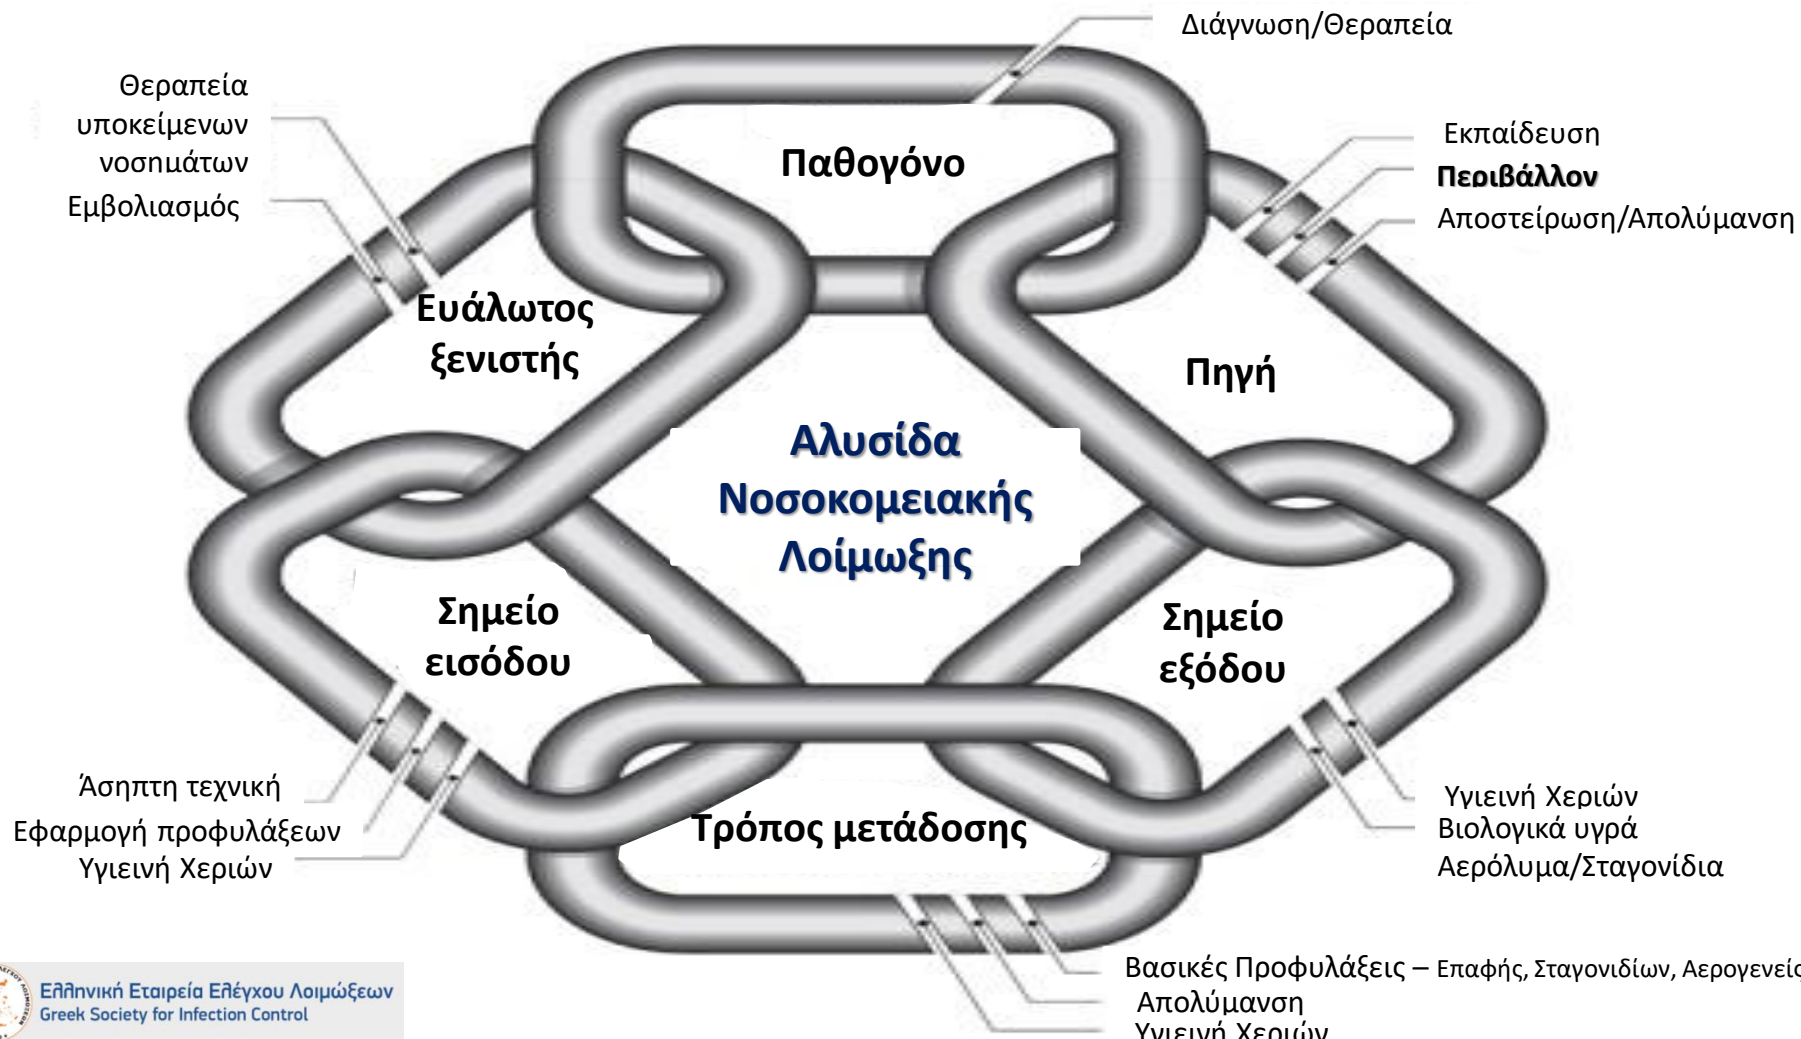 Διάγνωση/Θεραπεία
Θεραπεία
υποκείμενων
νοσημάτων
Εμβολιασμός
Παθογόνο
Εκπαίδευση
Περιβάλλον
Αποστείρωση/Απολύμανση
Ευάλωτος
ξενιστής
Πηγή
Αλυσίδα
Νοσοκομειακής
Λοίμωξης
Σημείο
εισόδου
Σημείο
εξόδου
Άσηπτη τεχνική
Εφαρμογή προφυλάξεων
Υγιεινή Χεριών
Τρόπος μετάδοσης
Υγιεινή Χεριών
Βιολογικά υγρά
Αερόλυμα/Σταγονίδια
Βασικές Προφυλάξεις – Επαφής, Σταγονιδίων, Αερογενείς
Απολύμανση
Υγιεινή Χεριών
Ελληνική Εταιρεία Ελέγχου Λοιμώξεων
Greek Society for Infection Control